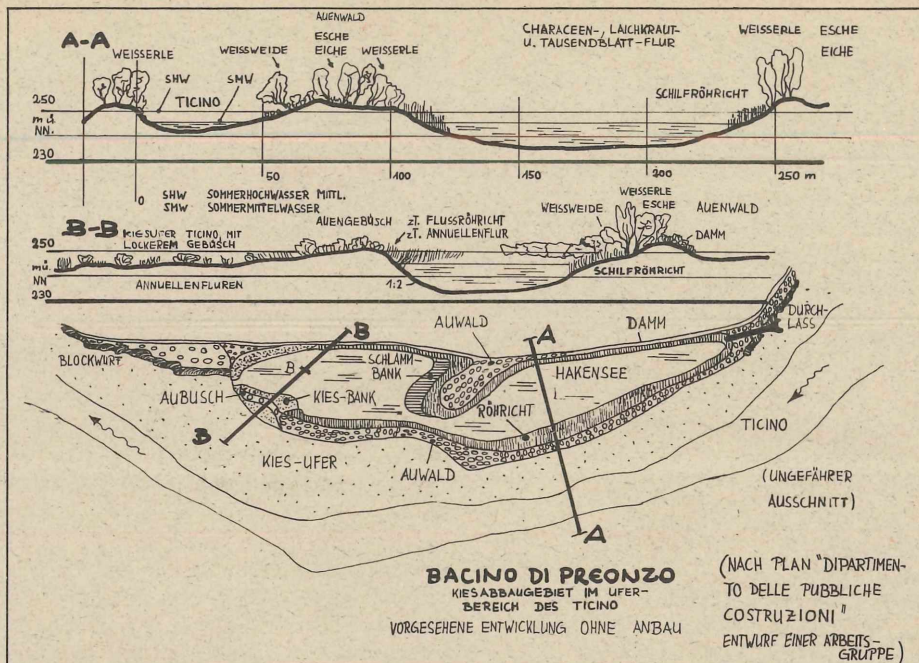 A-A
WEISSERLE
WEISSWEIDE
AUENWALD
ESCHE
EICHE
WEISSERLE
CHARACEEN-, LAICHKRAUT-
U. TAUSENDBLATT-FLUR
WEISSERLE
ESCHE
EICHE
SHW
TICINO
SMW
SCHILFRÖHRICHT
250
m ü.
NN.
230
0
50
100
150
200
250 m
SHW SOMMERHOCHWASSER MITTL.
SMW SOMMERMITTELWASSER
B-B
KIESUFER TICINO, MIT
LOCKEREM GEBÜSCH
AUENGEBÜSCH
zT. FLUSSRÖHRICHT
zT. ANNUELLENFLUR
WEISSWEIDE
WEISSERLE
ESCHE
AUENWALD
DAMM
250
mü.
NN
230
ANNUELLENFLUREN
1:2
SCHILFRÖHRICHT
BLOCKWURF
B
AUWALD
A
DAMM
DURCH-
LASS
SCHLAMM-
BANK
B
HAKENSEE
AUBUSCH
KIES-BANK
RÖHRICHT
TICINO
B
KIES-UFER
AUWALD
(UNGEFÄHRER
AUSSCHNITT)
A
BACINO DI PREONZO
KIESABBAUGEBIET IM UFER-
BEREICH DES TICINO
VORGESEHENE ENTWICKLUNG OHNE ANBAU
(NACH PLAN "DIPARTIMEN-
TO DELLE PUBBLICHE
COSTRUZIONI"
ENTWURF EINER ARBEITS-
GRUPPE)